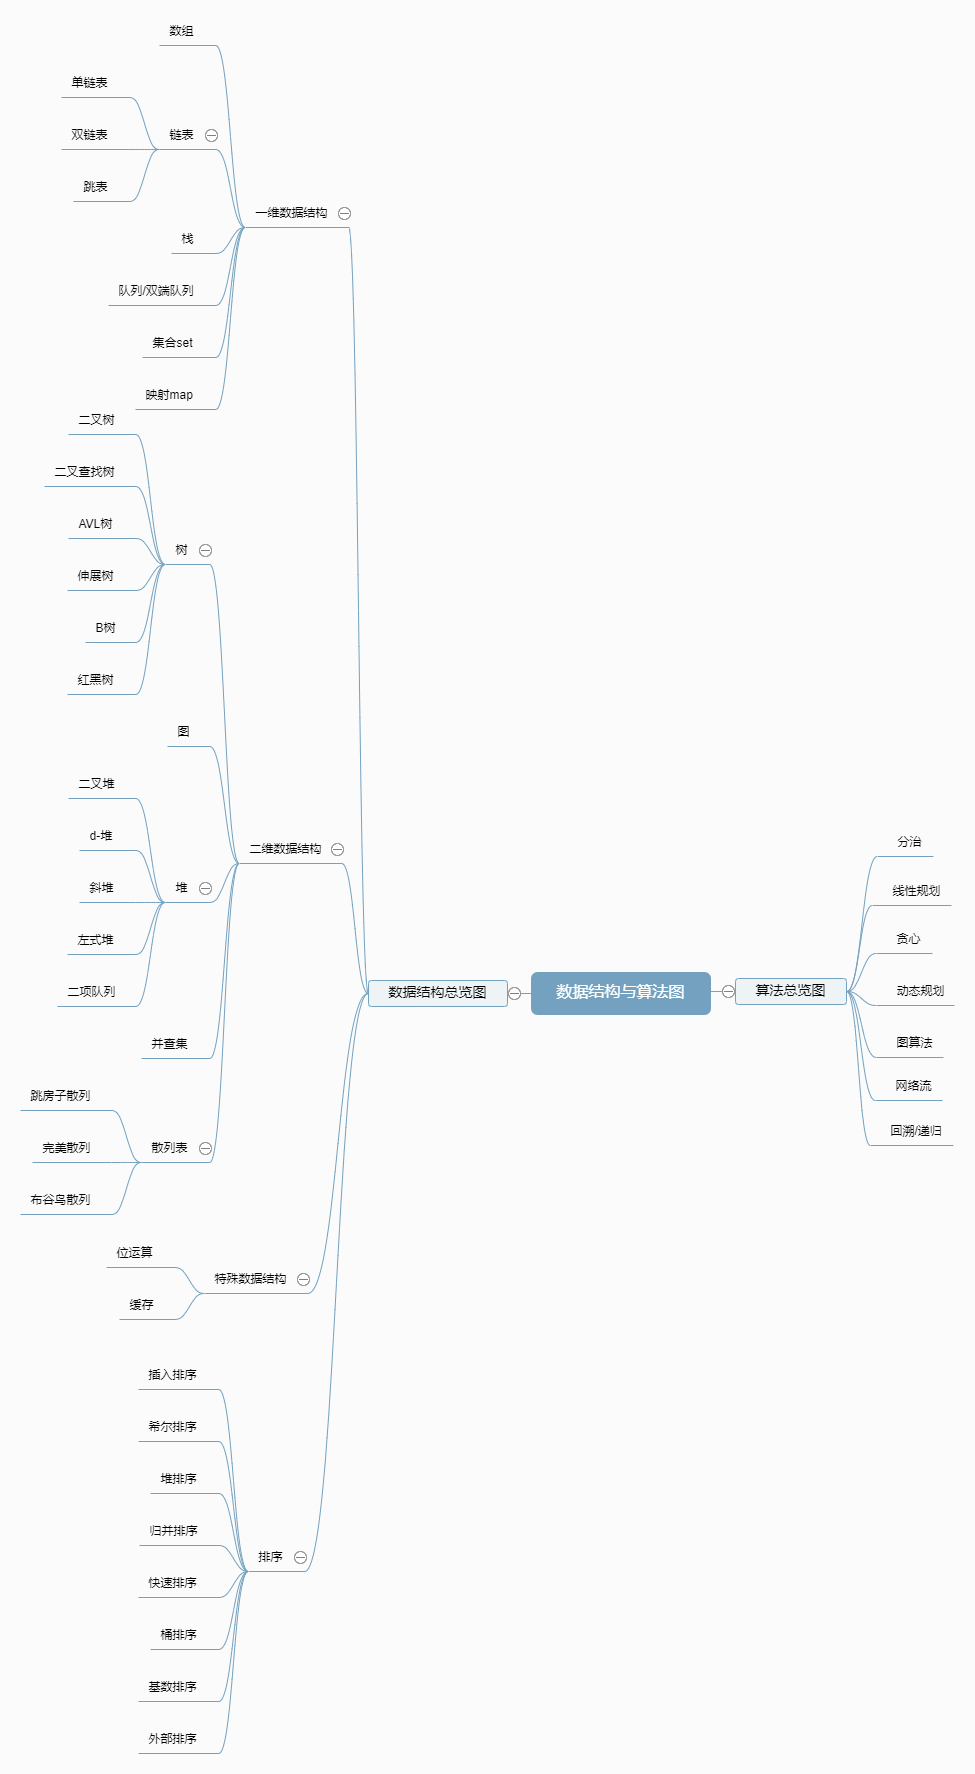 数组
单链表
双链表
链表
跳表
一维数据结构
栈
队列/双端队列
集合set
映射map
二叉树
二叉查找树
AVL树
树
伸展树
B树
红黑树
图
二叉堆
d-堆
二维数据结构
斜堆
堆
左式堆
二项队列
并查集
跳房子散列
完美散列
散列表
布谷鸟散列
位运算
特殊数据结构
缓存
插入排序
希尔排序
堆排序
归并排序
排序
快速排序
桶排序
基数排序
外部排序
数据结构总览图
数据结构与算法图
算法总览图
分治
线性规划
贪心
动态规划
图算法
网络流
回溯/递归